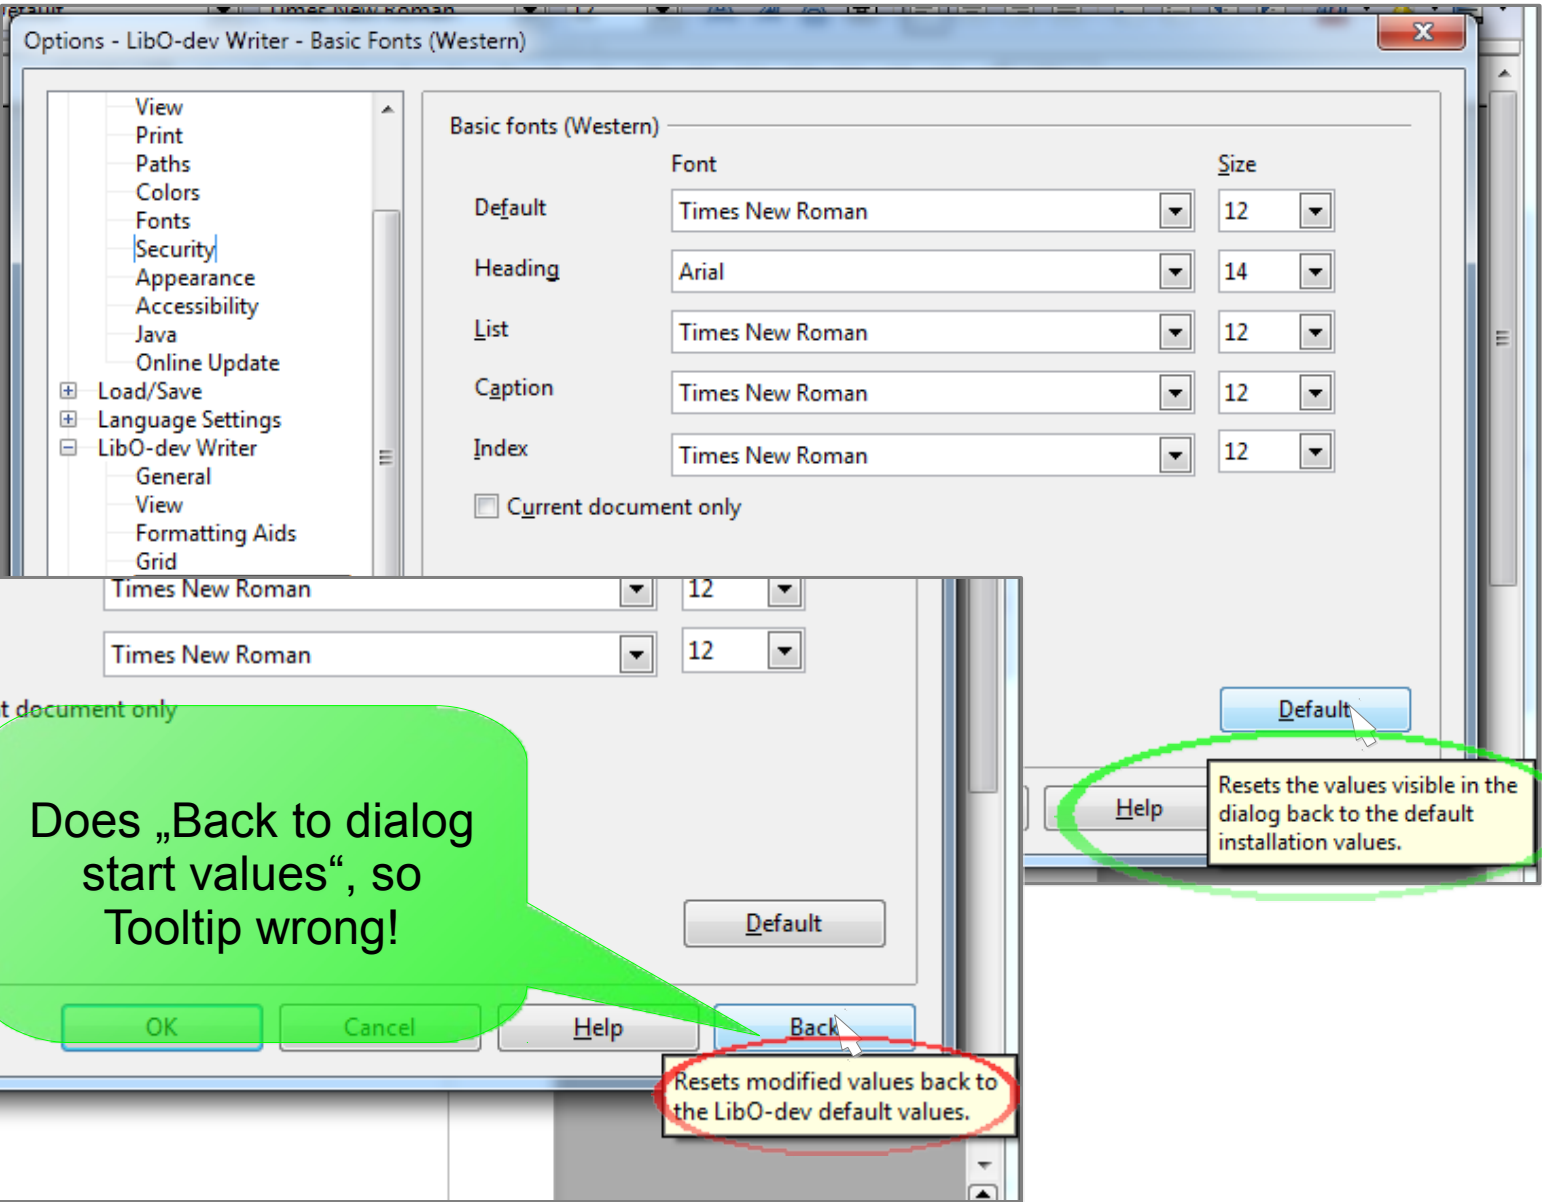 Default Times New Roman 12
Options - LibO-dev Writer - Basic Fonts (Western)
View
Print
Paths
Colors
Fonts
Security
Appearance
Accessibility
Java
Online Update
Load/Save
Language Settings
LibO-dev Writer
General
View
Formatting Aids
Grid
Basic fonts (Western)
Font Size
Default Times New Roman 12
Heading Arial 14
List Times New Roman 12
Caption Times New Roman 12
Index Times New Roman 12
Current document only
Default
Help
Resets the values visible in the
dialog back to the default
installation values.
Times New Roman 12
Times New Roman 12
t document only
Does „Back to dialog
start values“, so
Tooltip wrong!
Default
OK Cancel Help Back
Resets modified values back to
the LibO-dev default values.